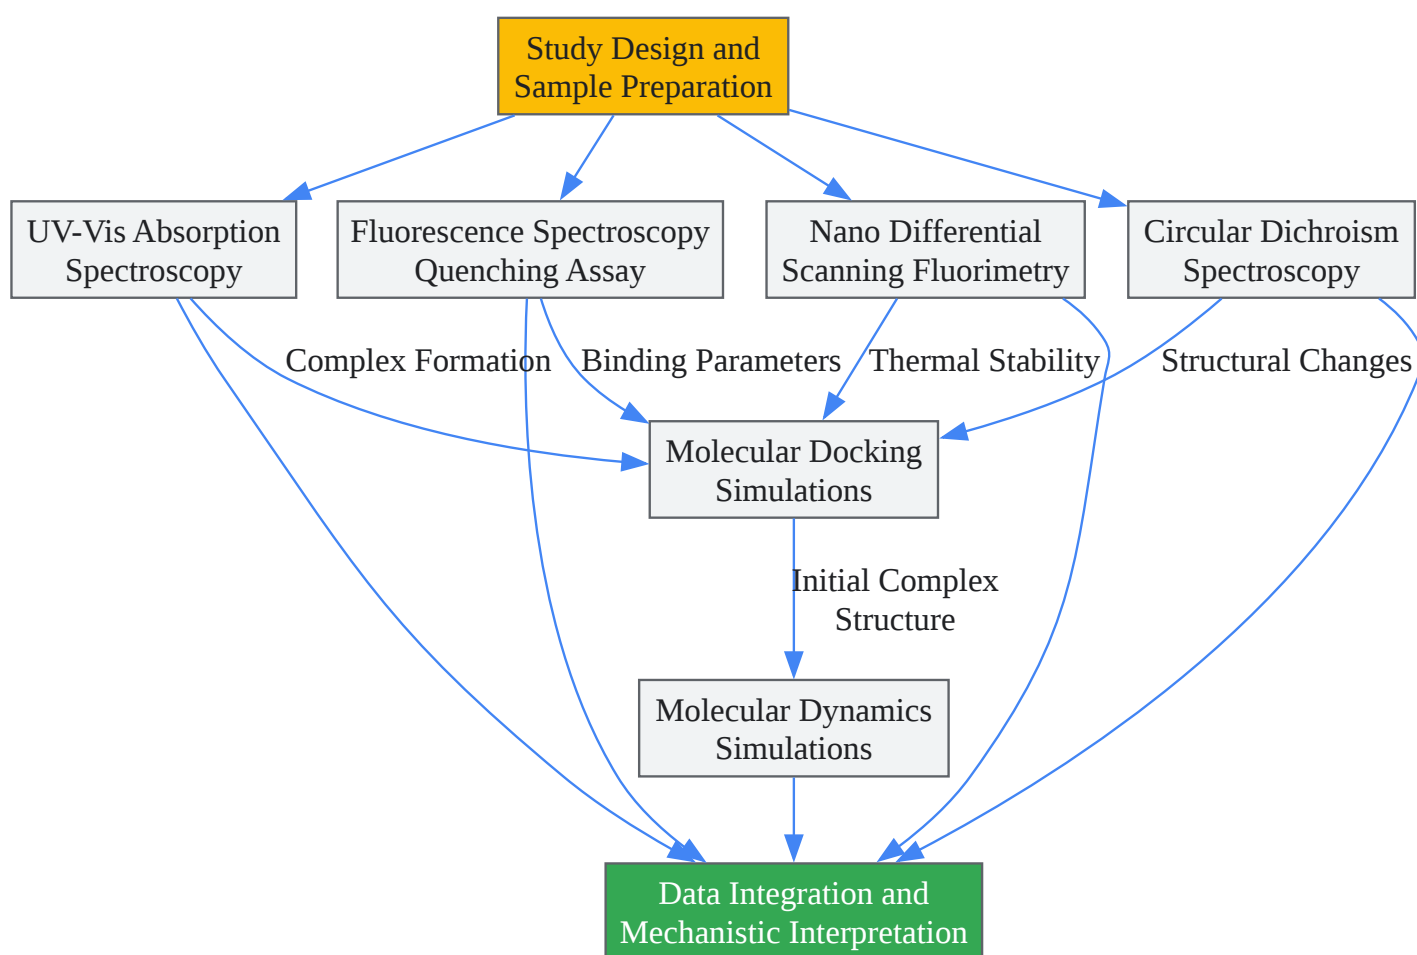 Study Design and
Sample Preparation
UV-Vis Absorption
Spectroscopy
Fluorescence Spectroscopy
Quenching Assay
Nano Differential
Scanning Fluorimetry
Circular Dichroism
Spectroscopy
Complex Formation
Binding Parameters
Thermal Stability
Structural Changes
Molecular Docking
Simulations
Initial Complex
Structure
Molecular Dynamics
Simulations
Data Integration and
Mechanistic Interpretation